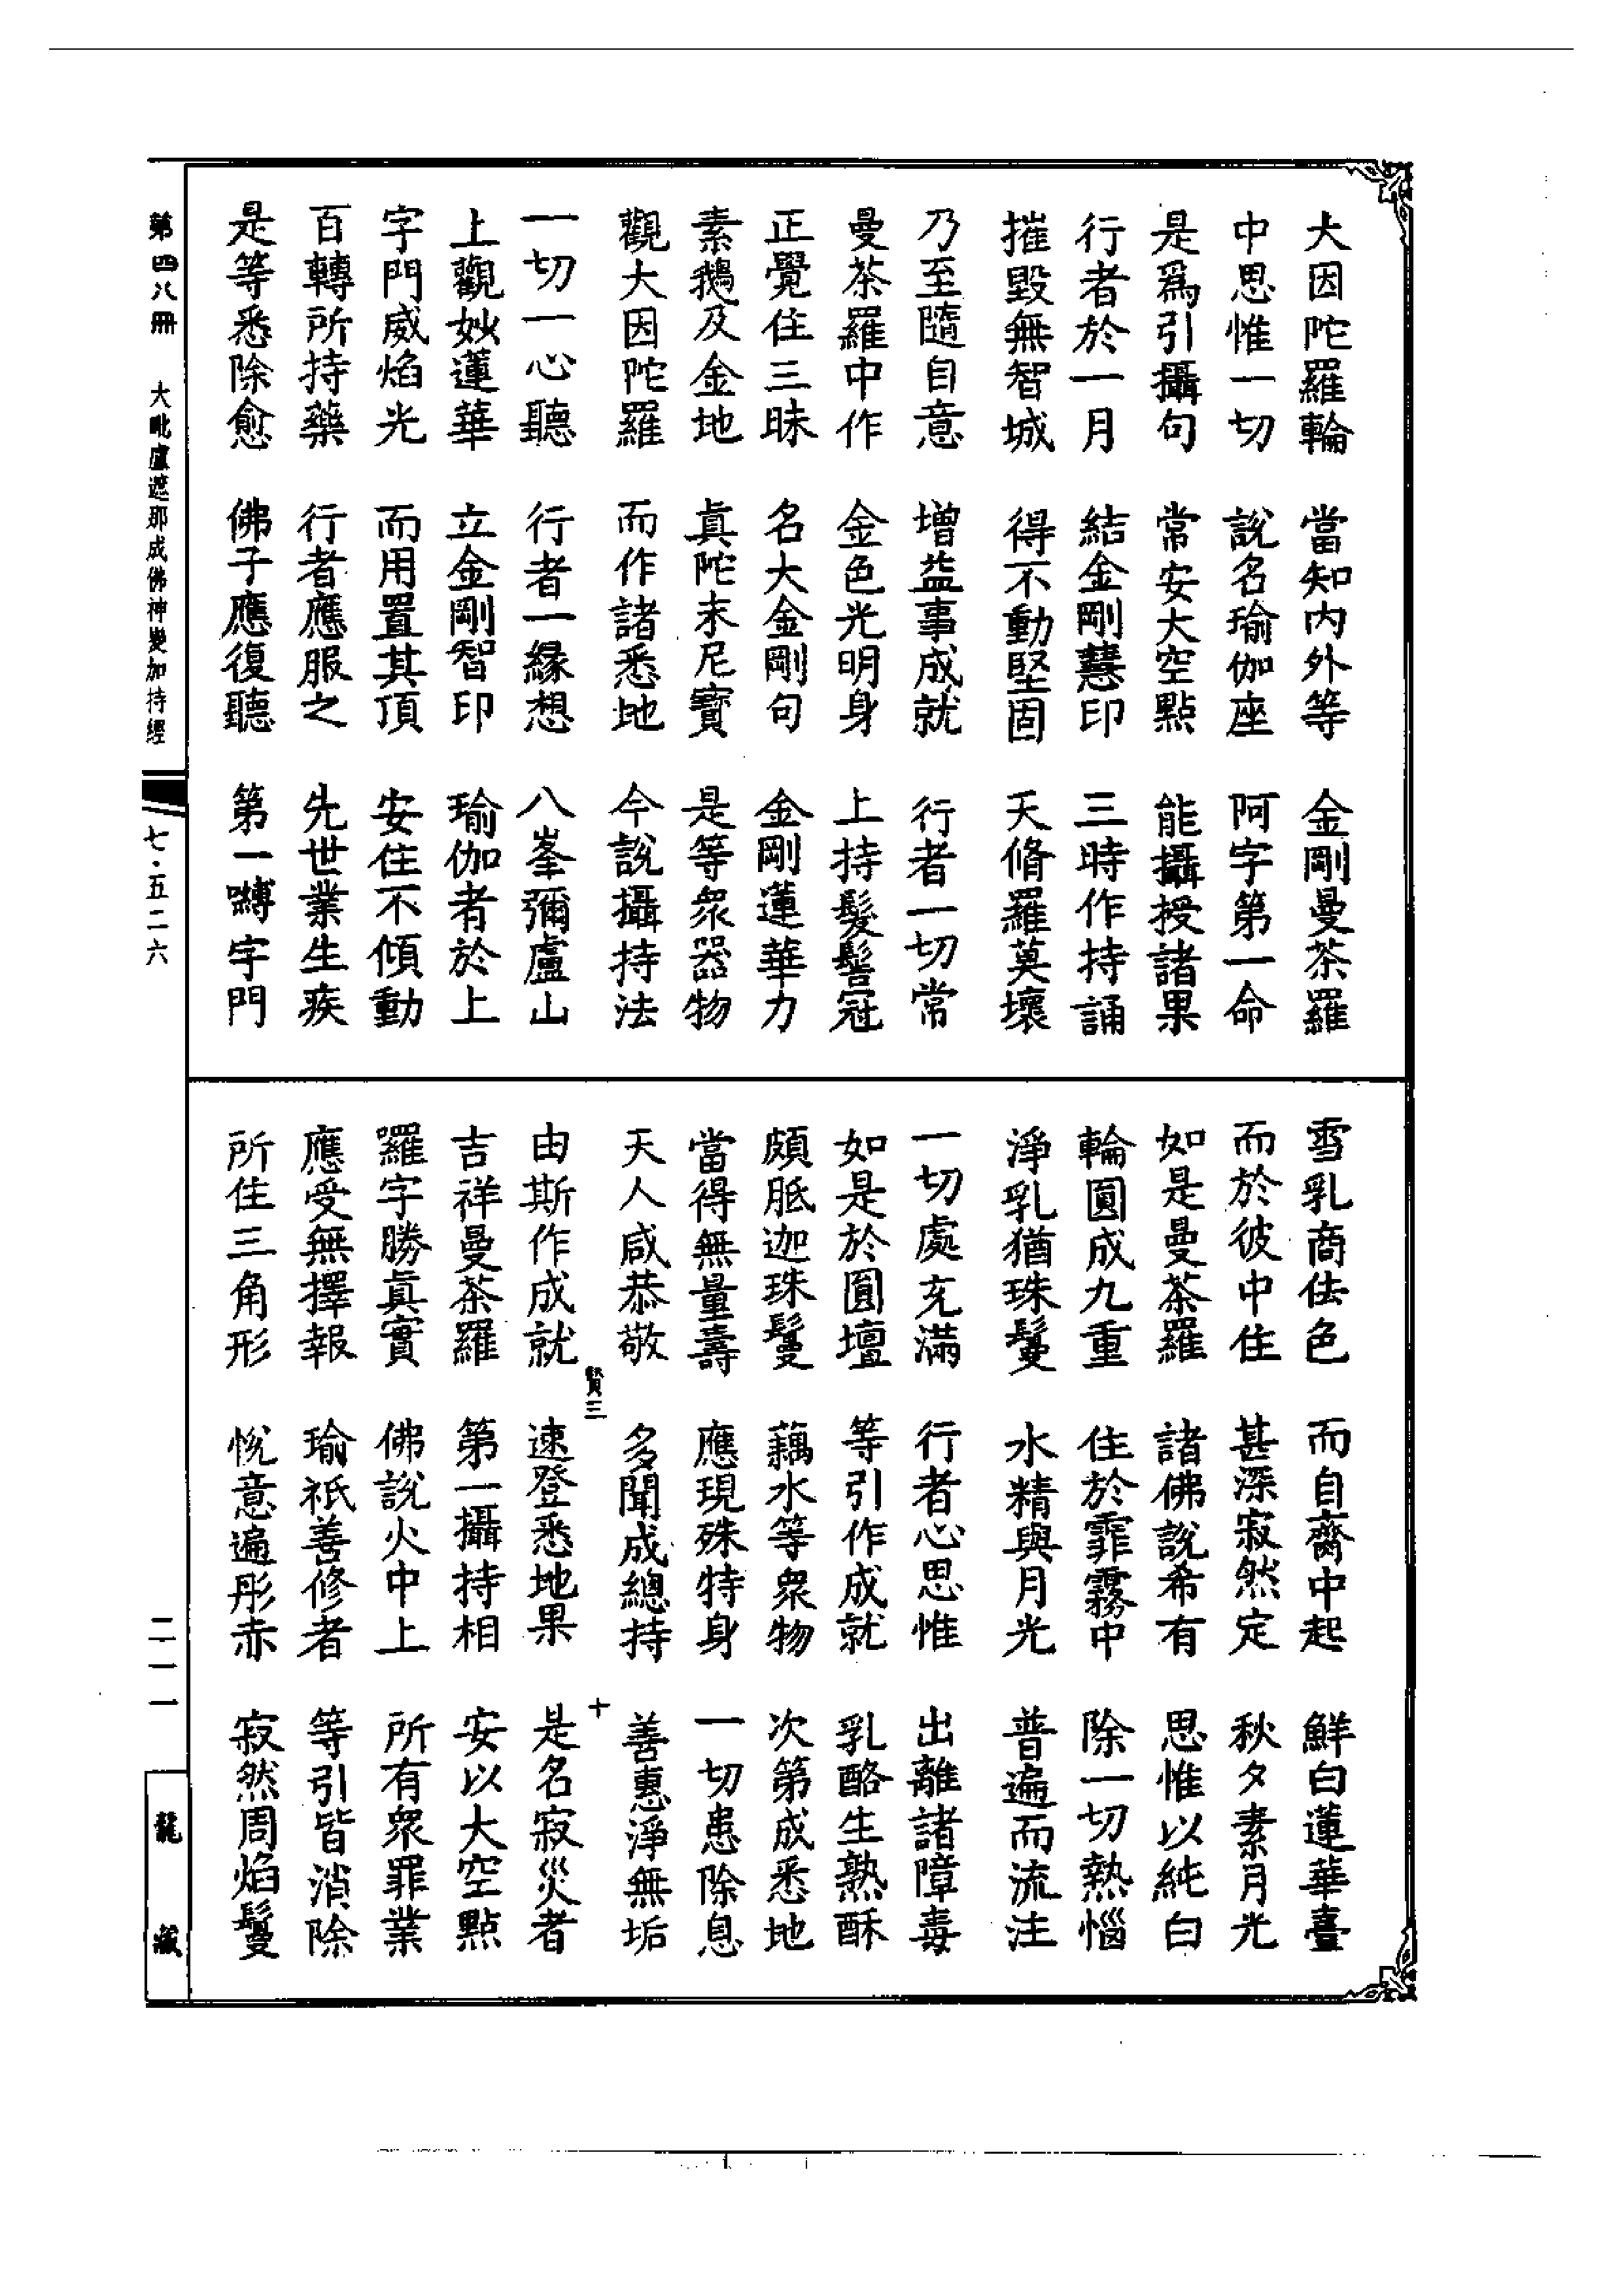 大因陀羅輪　當知內外等　金剛曼茶羅
中思惟一切　說名瑜伽座　阿字第一命
是為引攝句　常安大空點　能攝授諸果
行者於一月　結金剛慧印　三時作持誦
摧毀無智城　得不動堅固　天脩羅莫壞
乃至隨自意　增益事成就　行者一切常
曼茶羅中作　金色光明身　上持髮髻冠
正覺住三昧　名大金剛句　金剛蓮華力
素鵝及金地　真陀末尼寶　是等眾器物
觀大因陀羅　而作諸悉地　今說攝持法
一切一心聽　行者一緣想　八峯彌盧山
上觀妙蓮華　立金剛智印　瑜伽者於上
字門威焰光　而用置其頂　安住不傾動
百轉所持藥　行者應服之　先世業生疾
是等悉除愈　佛子應復聽　第一嚩字門
雪乳商佉色　而自齎中起　鮮白蓮華臺
而於彼中住　甚深寂然定　秋夕素月光
如是曼茶羅　諸佛說希有　思惟以純白
輪圓成九重　住於霏霧中　除一切熱惱
淨乳猶珠鬘　水精與月光　普遍而流注
一切處充滿　行者心思惟　出離諸障毒
如是於圓壇　等引作成就　乳酪生熟酥
頗胝迦珠鬘　藕水等眾物　次第成悉地
當得無量壽　應現殊特身　一切患除息
天人咸恭敬　多聞成總持　善惠淨無垢
由斯作成就　速登悉地果　是名寂災者
吉祥曼茶羅　第一攝持相　安以大空點
羅字勝真實　佛說火中上　所有眾罪業
應受無擇報　瑜祇善修者　等引皆消除
所住三角形　悅意遍彤赤　寂然周焰鬘
賢三
十
第四八冊　大毗盧遮那成佛神變加持經
七·五二六
二一一
龍藏